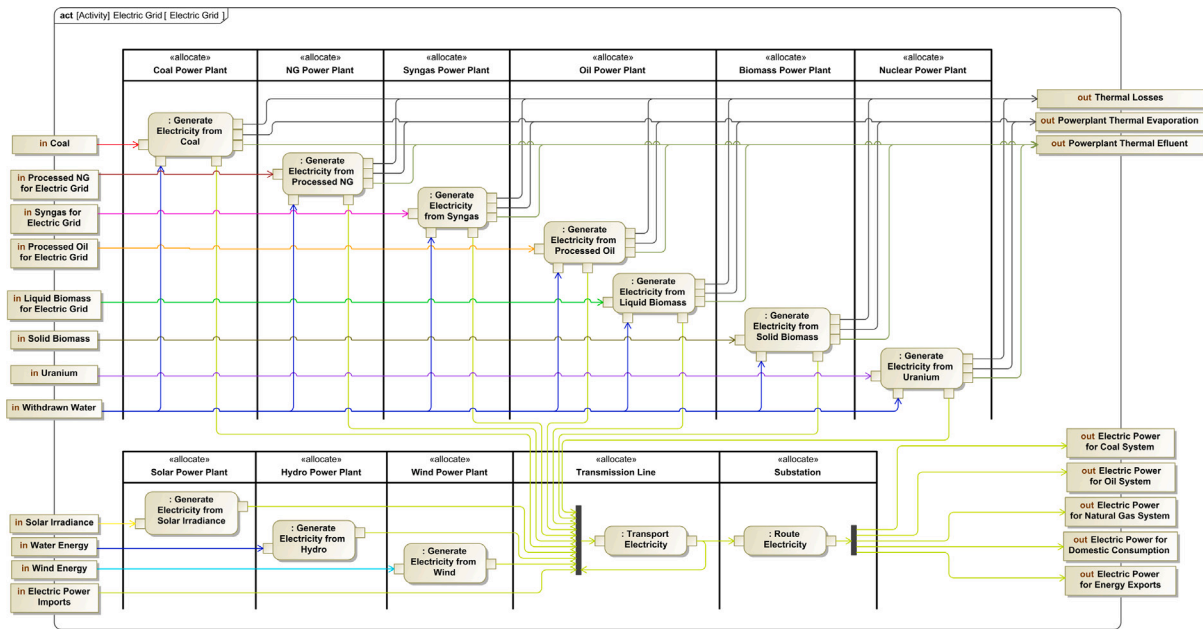 act [Activity] Electric Grid [ Electric Grid ]
«allocate»
Coal Power Plant
«allocate»
NG Power Plant
«allocate»
Syngas Power Plant
«allocate»
Oil Power Plant
«allocate»
Biomass Power Plant
«allocate»
Nuclear Power Plant
in Coal
in Processed NG
for Electric Grid
in Syngas for
Electric Grid
in Processed Oil
for Electric Grid
in Liquid Biomass
for Electric Grid
in Solid Biomass
in Uranium
in Withdrawn Water
: Generate
Electricity from
Coal
: Generate
Electricity from
Processed NG
: Generate
Electricity
from Syngas
: Generate
Electricity from
Processed Oil
: Generate
Electricity from
Liquid Biomass
: Generate
Electricity from
Solid Biomass
: Generate
Electricity from
Uranium
out Thermal Losses
out Powerplant Thermal Evaporation
out Powerplant Thermal Efluent
«allocate»
Solar Power Plant
«allocate»
Hydro Power Plant
«allocate»
Wind Power Plant
«allocate»
Transmission Line
«allocate»
Substation
in Solar Irradiance
in Water Energy
in Wind Energy
in Electric Power
Imports
: Generate
Electricity from
Solar Irradiance
: Generate
Electricity from
Hydro
: Generate
Electricity from
Wind
: Transport
Electricity
: Route
Electricity
out Electric Power
for Coal System
out Electric Power
for Oil System
out Electric Power
for Natural Gas System
out Electric Power for
Domestic Consumption
out Electric Power
for Energy Exports